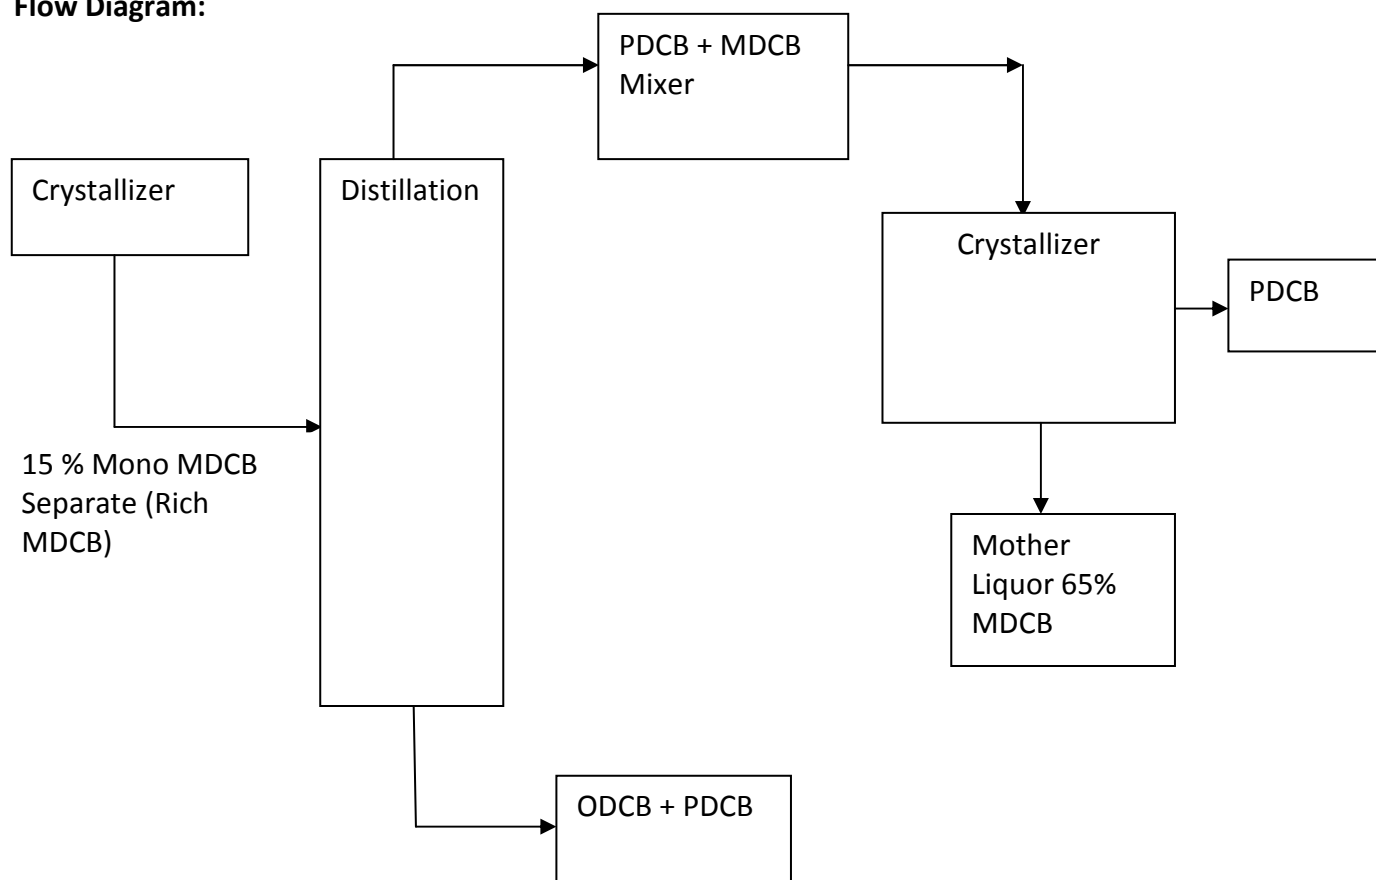 Flow Diagram:
PDCB + MDCB
Mixer
Crystallizer
Distillation
Crystallizer
PDCB
15 % Mono MDCB
Separate (Rich
MDCB)
Mother
Liquor 65%
MDCB
ODCB + PDCB